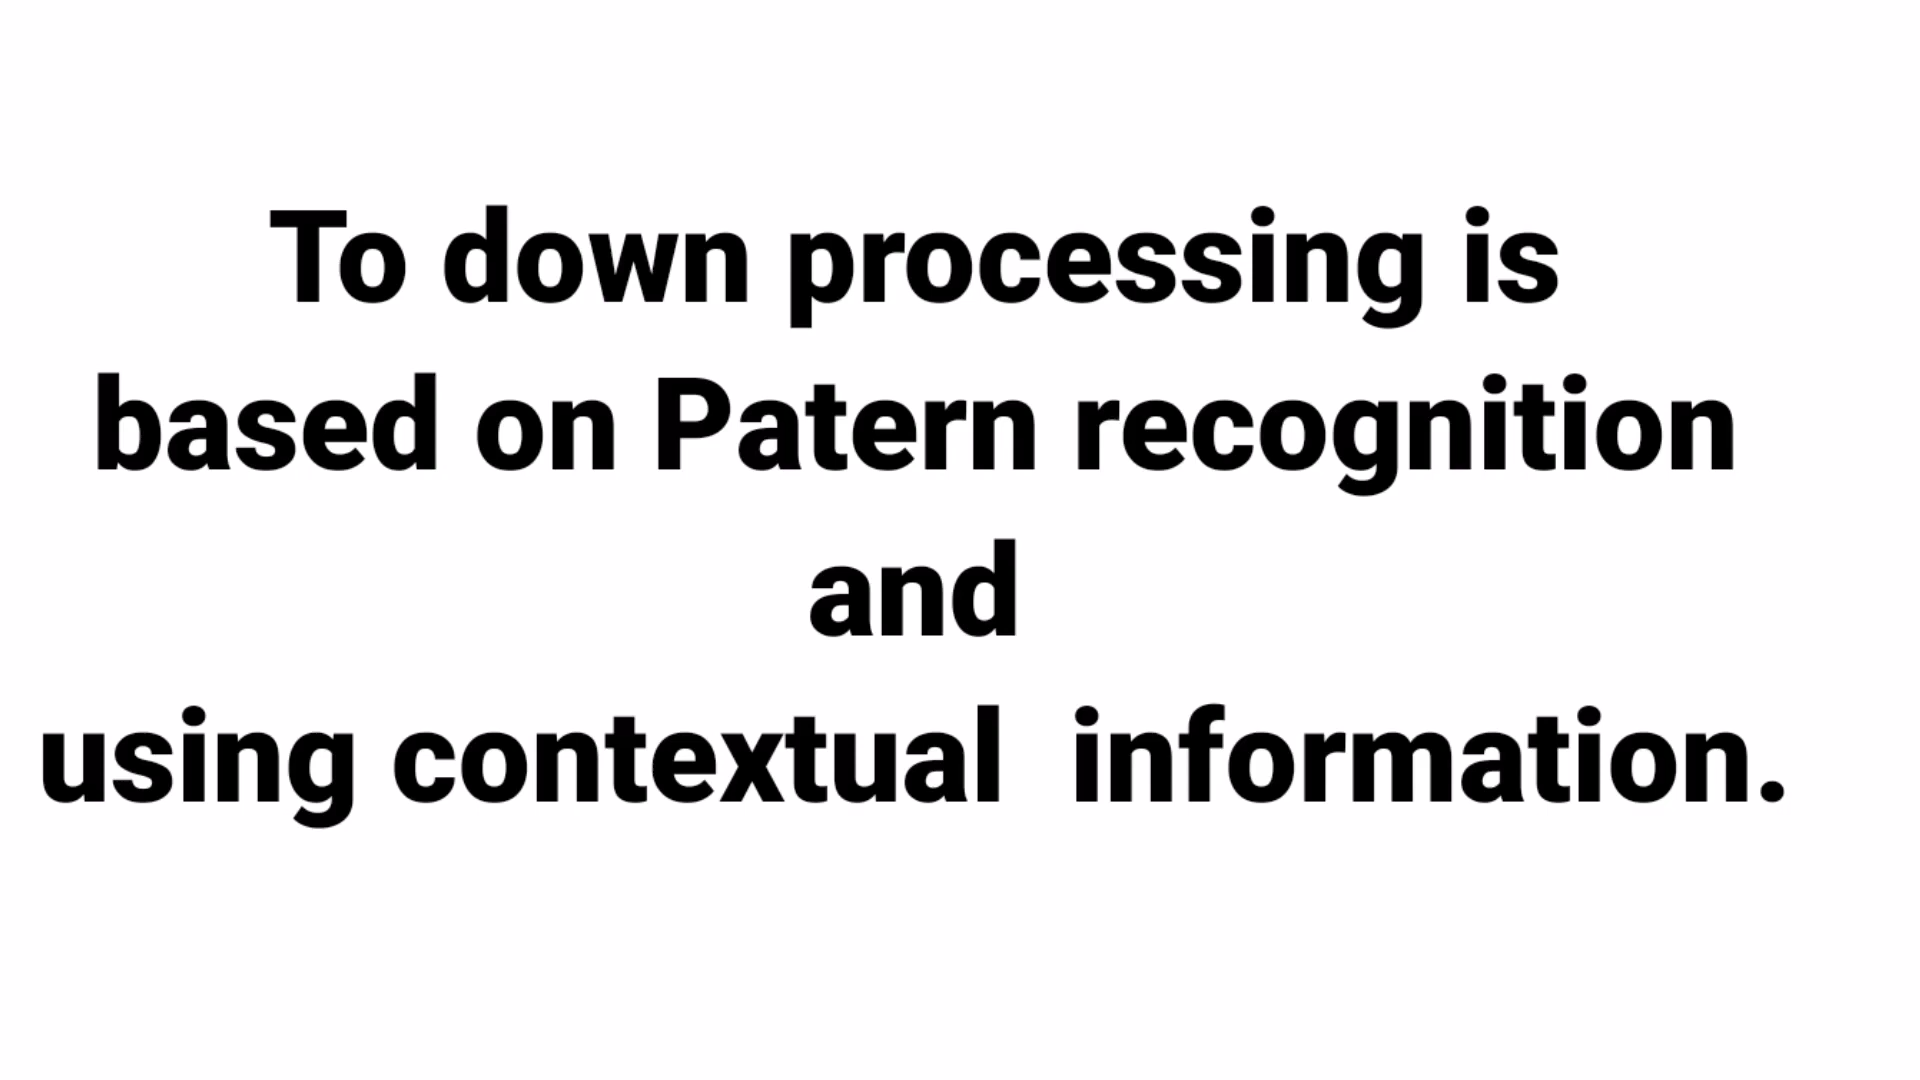 To down processing is
based on Patern recognition
and
using contextual  information.